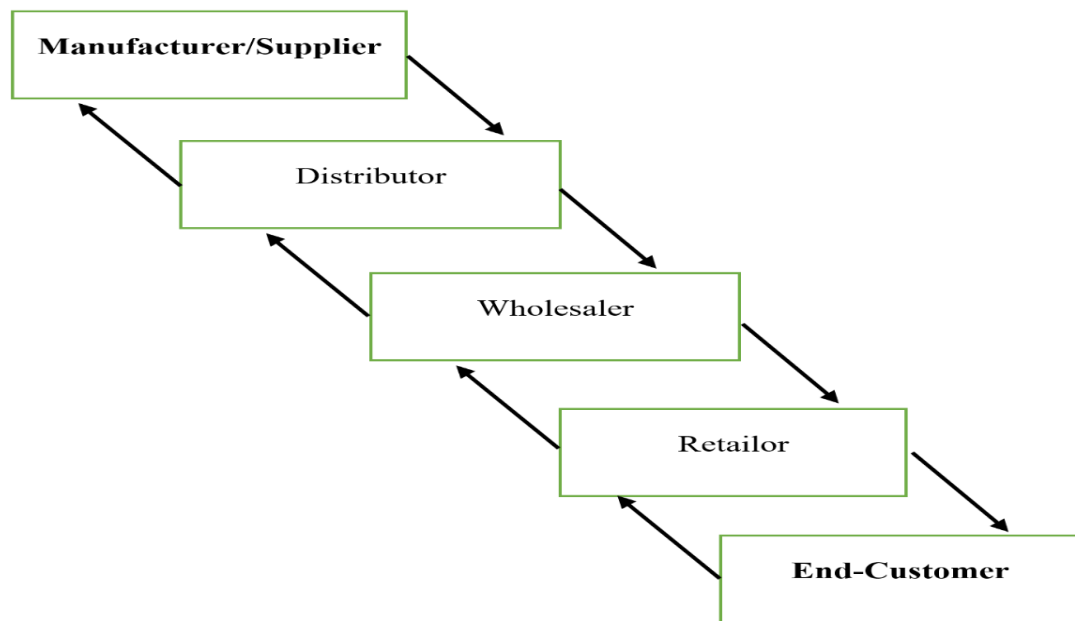 Manufacturer/Supplier
Distributor
Wholesaler
Retailor
End-Customer